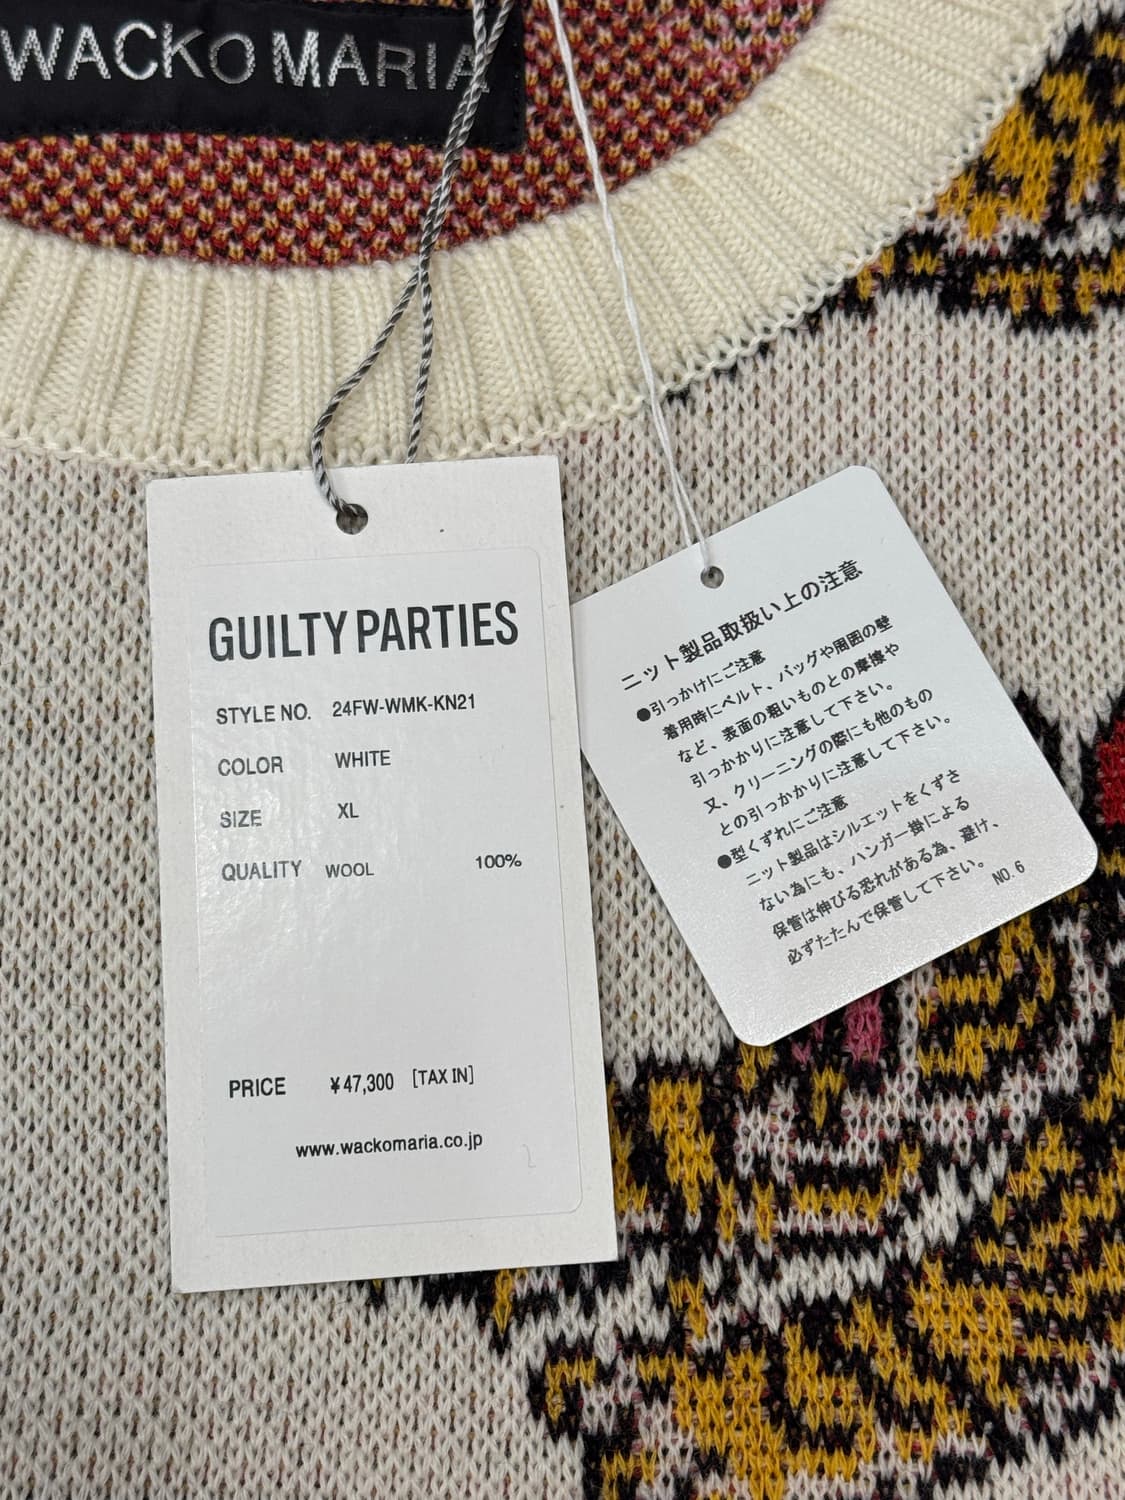 WACKO MARIA
GUILTY PARTIES
STYLE NO. 24FW-WMK-KN21
COLOR WHITE
SIZE XL
QUALITY WOOL 100%
PRICE ¥47,300 [TAX IN]
www.wackomaria.co.jp
ニット製品取扱い上の注意
●引っかけにご注意
着用時にベルト、バッグや周囲の壁
など、表面の粗いものとの摩擦や
引っかかりに注意して下さい。
又、クリーニングの際にも他のもの
との引っかかりに注意して下さい。
●型くずれにご注意
ニット製品はシルエットをくずさ
ない為にも、ハンガー掛による
保管は伸びる恐れがある為、避け、
必ずたたんで保管して下さい。
NO.6